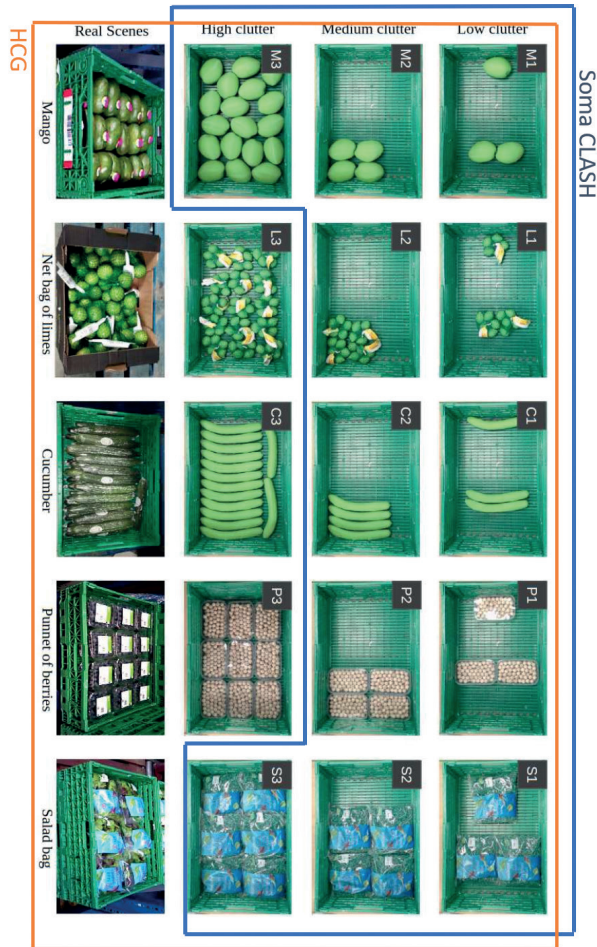 HCG
Soma CLASH
Real Scenes
High clutter
Medium clutter
Low clutter
Mango
M3
M2
M1
Net bag of limes
L3
L2
L1
Cucumber
C3
C2
C1
Punnet of berries
P3
P2
P1
Salad bag
S3
S2
S1